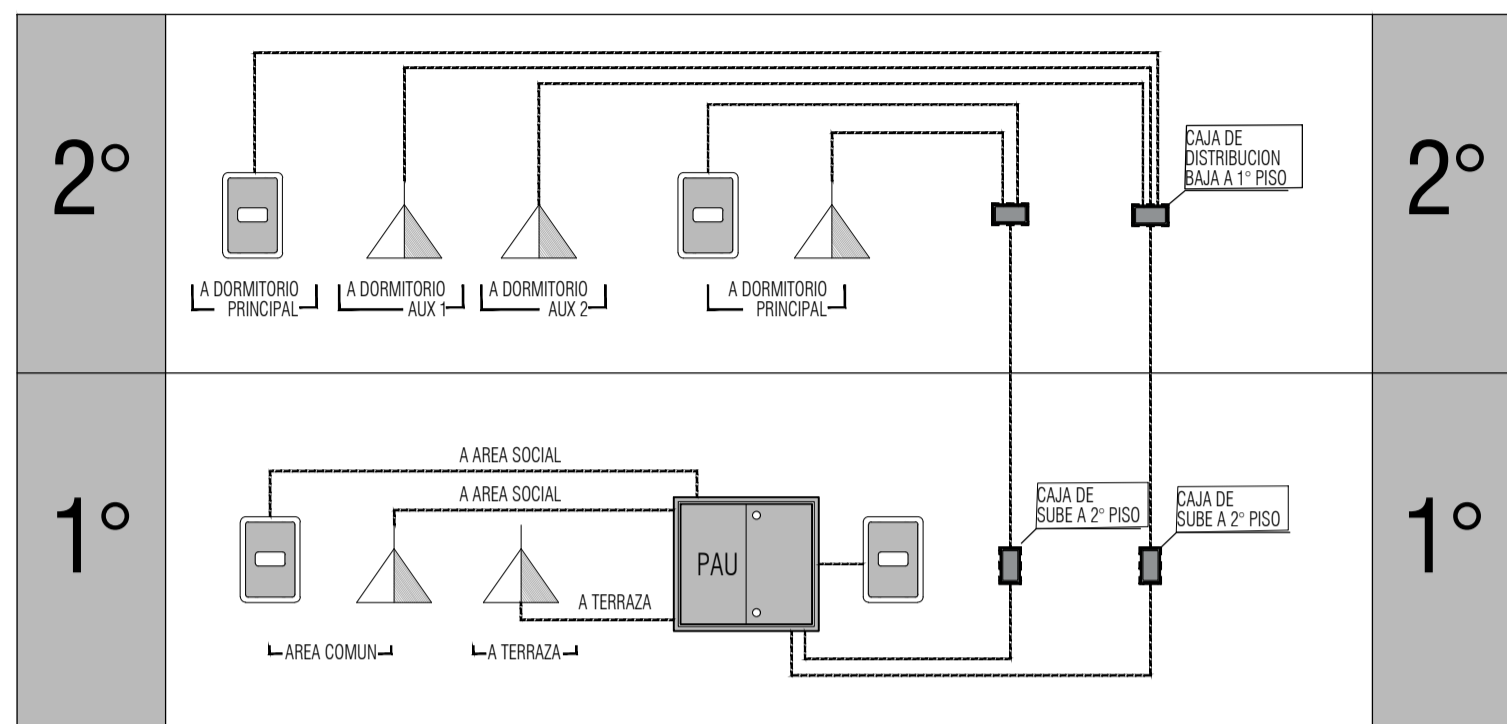 2°
CAJA DE
DISTRIBUCION
BAJA A 1° PISO
2°
A DORMITORIO
PRINCIPAL
A DORMITORIO
AUX 1
A DORMITORIO
AUX 2
A DORMITORIO
PRINCIPAL
1°
A AREA SOCIAL
A AREA SOCIAL
CAJA DE
SUBE A 2° PISO
CAJA DE
SUBE A 2° PISO
1°
PAU
A TERRAZA
AREA COMUN
A TERRAZA